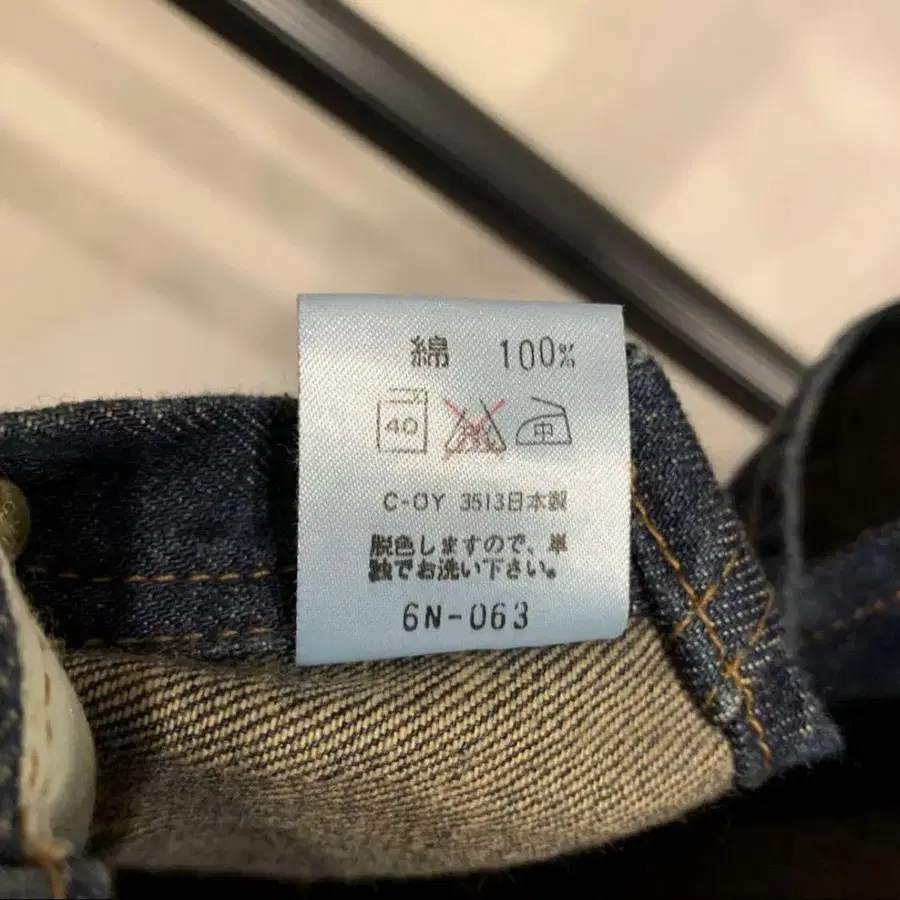 綿 100%
40 中
C-OY 3513日本製
脱色しますので、単
独でお洗い下さい。
6N-063